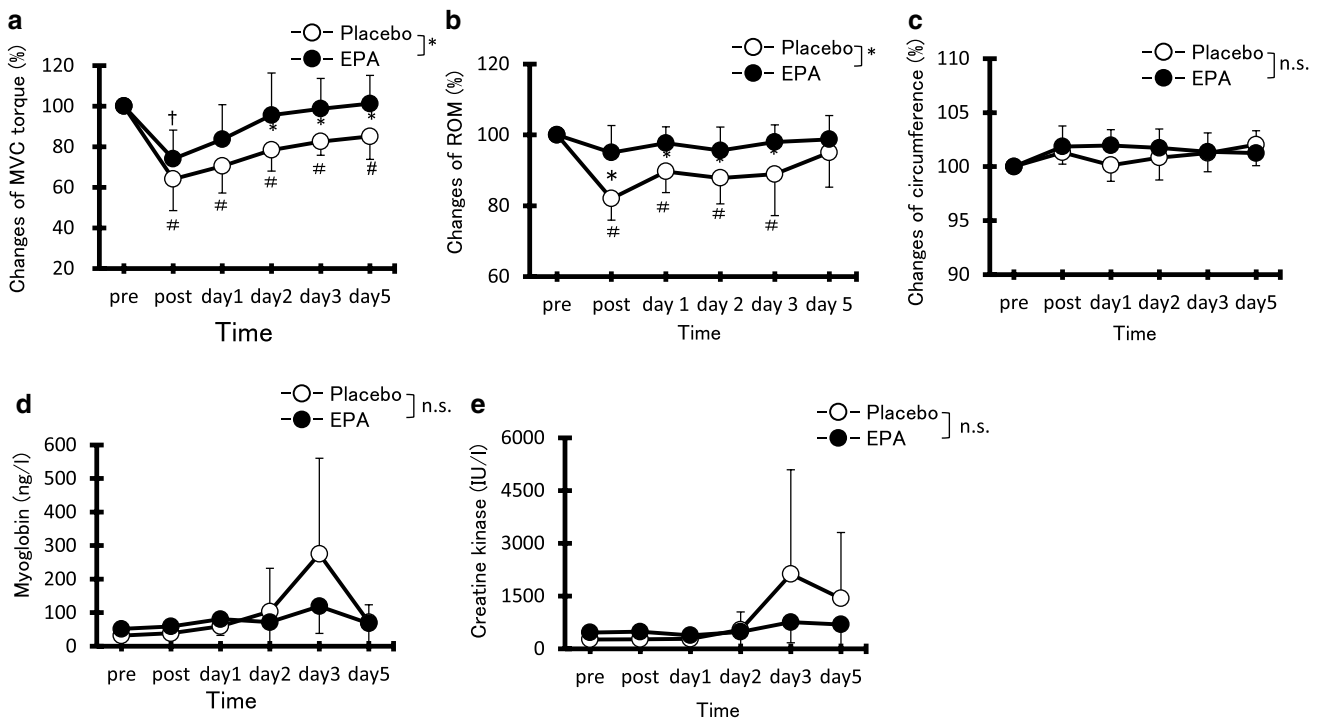 a
Placebo
EPA
*
Changes of MVC torque (%)
120
100
80
60
40
20
†
* * *
# # # # #
pre post day1 day2 day3 day5
Time
b
Placebo
EPA
*
Changes of ROM (%)
120
100
80
60
* * * *
# # # #
pre post day 1 day 2 day 3 day 5
Time
c
Placebo
EPA
n.s.
Changes of circumference (%)
110
105
100
95
90
pre post day1 day2 day3 day5
Time
d
Placebo
EPA
n.s.
Myoglobin (ng/l)
600
500
400
300
200
100
0
pre post day1 day2 day3 day5
Time
e
Placebo
EPA
n.s.
Creatine kinase (IU/l)
6000
4500
3000
1500
0
pre post day1 day2 day3 day5
Time